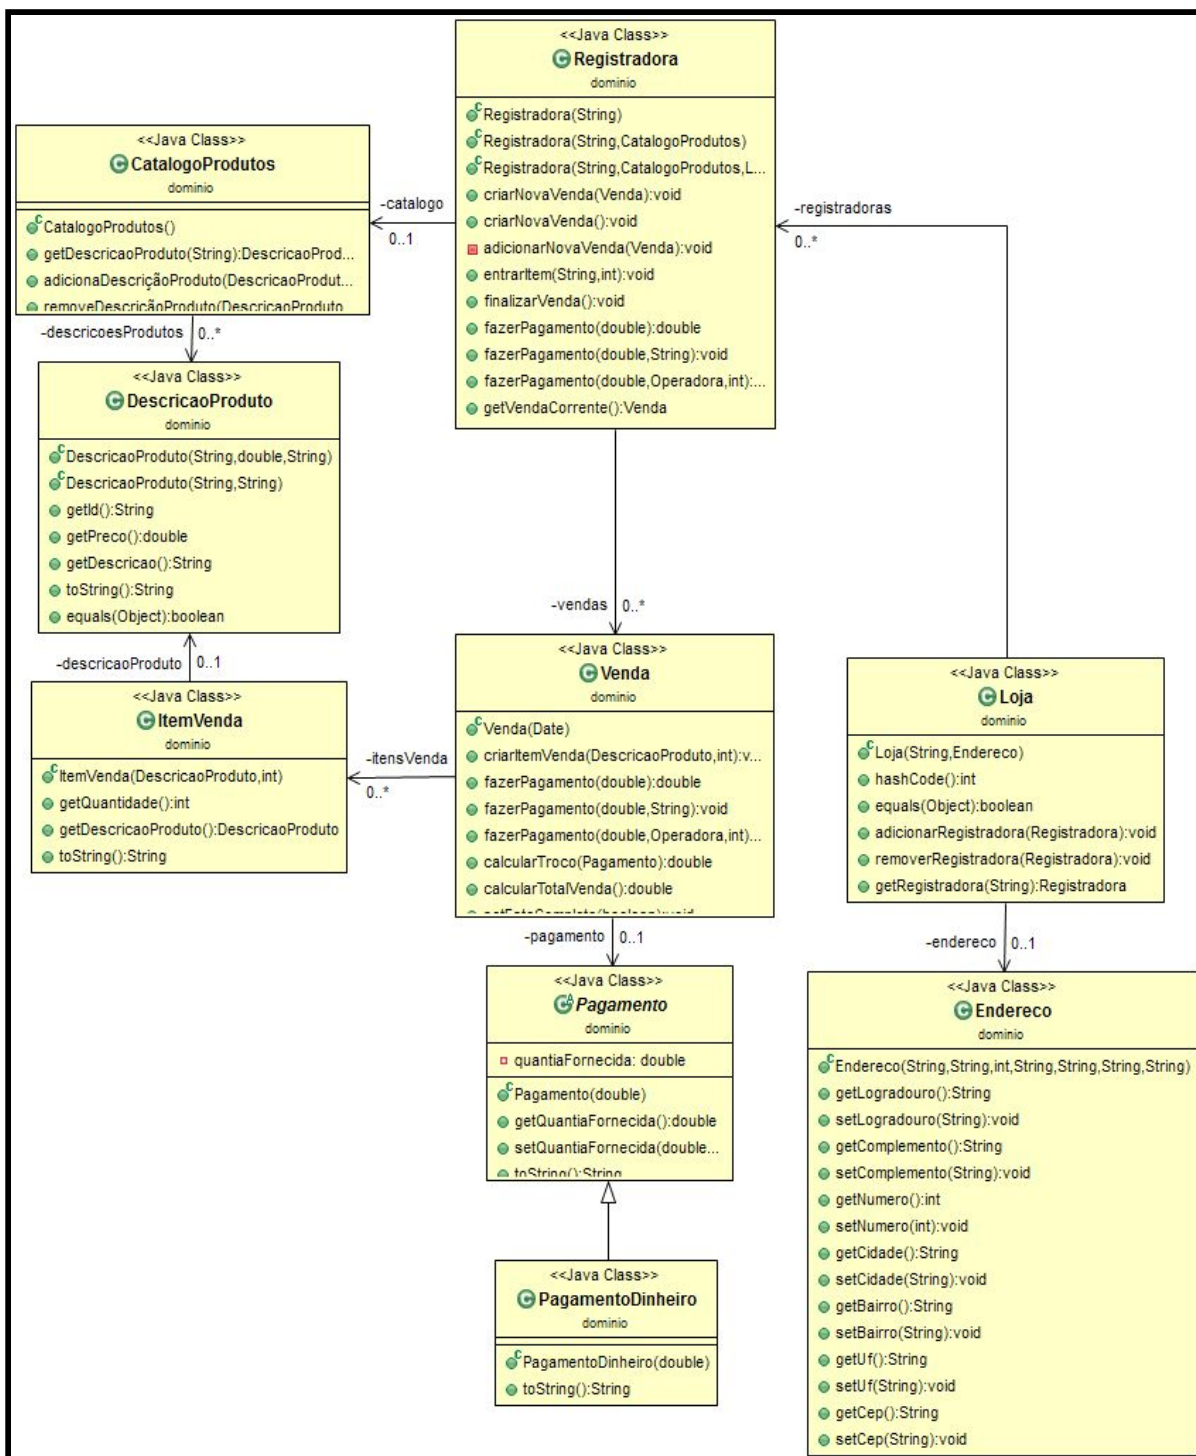 <<Java Class>>
Registradora
dominio
Registradora(String)
Registradora(String,CatalogoProdutos)
Registradora(String,CatalogoProdutos,L...
criarNovaVenda(Venda):void
criarNovaVenda():void
adicionarNovaVenda(Venda):void
entrarItem(String,int):void
finalizarVenda():void
fazerPagamento(double):double
fazerPagamento(double,String):void
fazerPagamento(double,Operadora,int):...
getVendaCorrente():Venda
<<Java Class>>
CatalogoProdutos
dominio
CatalogoProdutos()
getDescricaoProduto(String):DescricaoProd...
adicionaDescriçãoProduto(DescricaoProdut...
removeDescriçãoProduto(DescricaoProduto
-catalogo
0..1
-registradoras
0..*
-descricoesProdutos
0..*
<<Java Class>>
DescricaoProduto
dominio
DescricaoProduto(String,double,String)
DescricaoProduto(String,String)
getId():String
getPreco():double
getDescricao():String
toString():String
equals(Object):boolean
-vendas
0..*
-descricaoProduto
0..1
<<Java Class>>
ItemVenda
dominio
ItemVenda(DescricaoProduto,int)
getQuantidade():int
getDescricaoProduto():DescricaoProduto
toString():String
-itensVenda
0..*
<<Java Class>>
Venda
dominio
Venda(Date)
criarItemVenda(DescricaoProduto,int):v...
fazerPagamento(double):double
fazerPagamento(double,String):void
fazerPagamento(double,Operadora,int)...
calcularTroco(Pagamento):double
calcularTotalVenda():double
<<Java Class>>
Loja
dominio
Loja(String,Endereco)
hashCode():int
equals(Object):boolean
adicionarRegistradora(Registradora):void
removerRegistradora(Registradora):void
getRegistradora(String):Registradora
-pagamento
0..1
-endereco
0..1
<<Java Class>>
Pagamento
dominio
quantiaFornecida: double
Pagamento(double)
getQuantiaFornecida():double
setQuantiaFornecida(double...
toString():String
<<Java Class>>
PagamentoDinheiro
dominio
PagamentoDinheiro(double)
toString():String
<<Java Class>>
Endereco
dominio
Endereco(String,String,int,String,String,String,String)
getLogradouro():String
setLogradouro(String):void
getComplemento():String
setComplemento(String):void
getNumero():int
setNumero(int):void
getCidade():String
setCidade(String):void
getBairro():String
setBairro(String):void
getUf():String
setUf(String):void
getCep():String
setCep(String):void